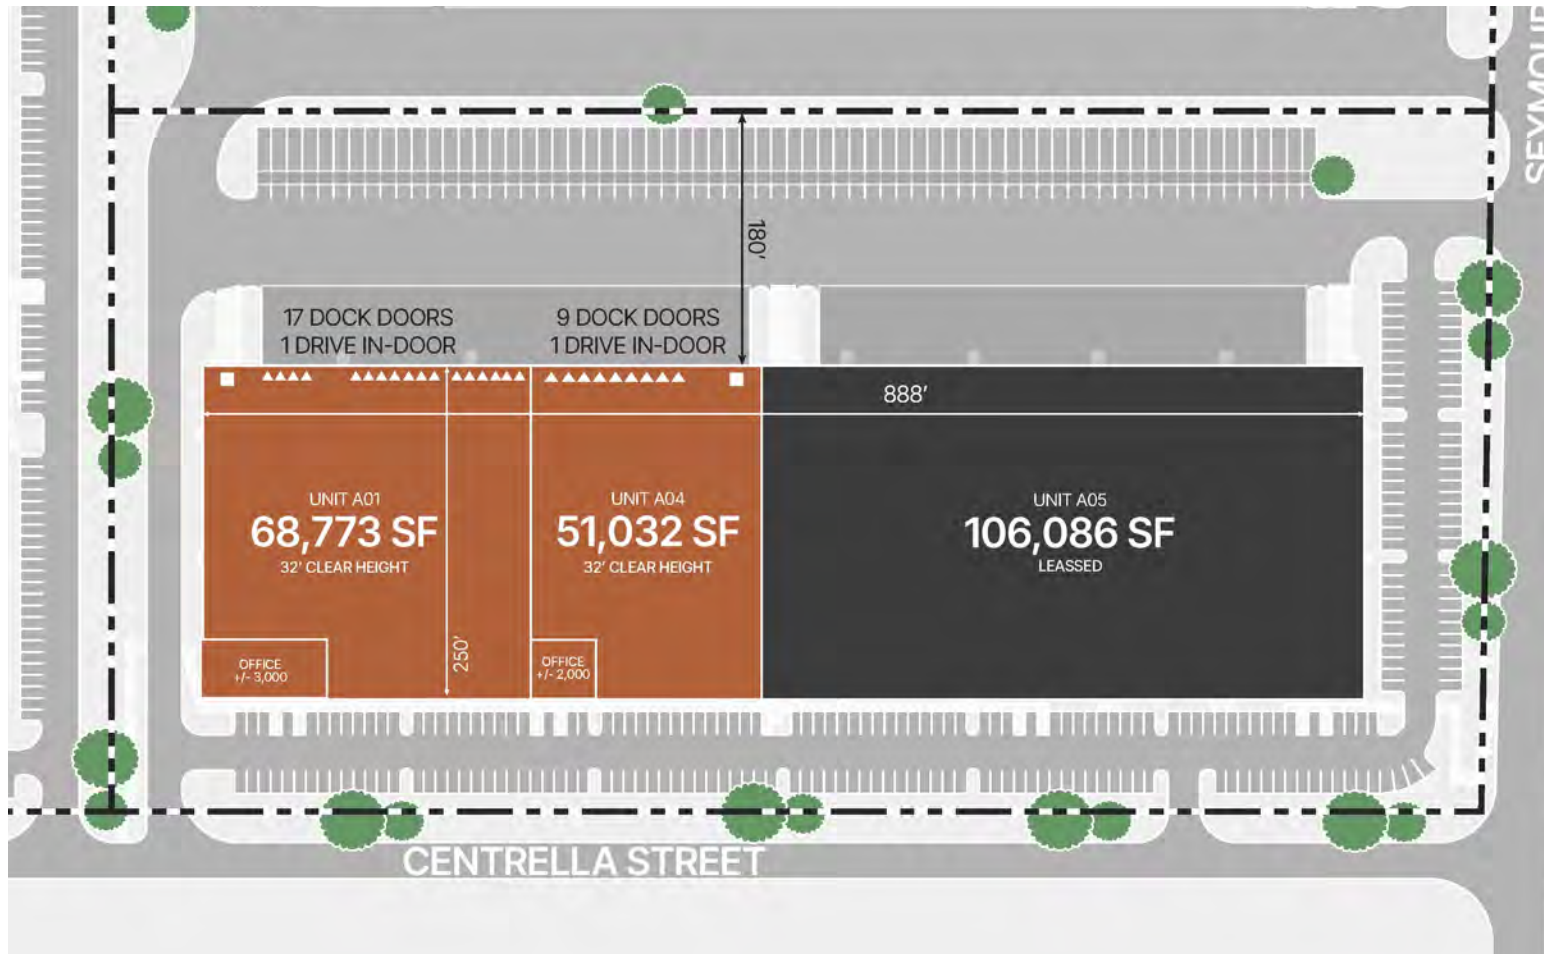 SEYMOUR
180’
17 DOCK DOORS
1 DRIVE IN-DOOR
9 DOCK DOORS
1 DRIVE IN-DOOR
888’
UNIT A01
68,773 SF
32’ CLEAR HEIGHT
UNIT A04
51,032 SF
32’ CLEAR HEIGHT
UNIT A05
106,086 SF
LEASSED
250’
OFFICE
+/- 3,000
OFFICE
+/- 2,000
CENTRELLA STREET